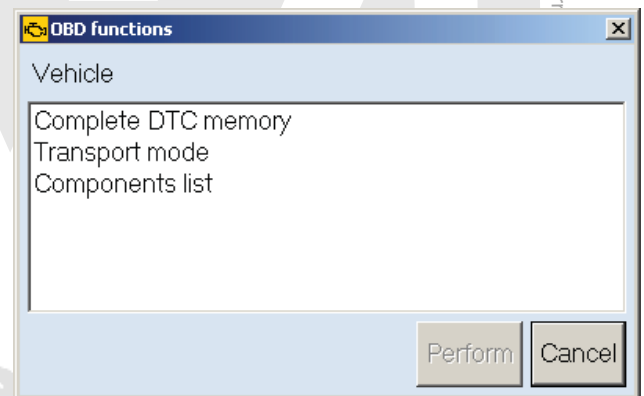 OBD functions
Vehicle
Complete DTC memory
Transport mode
Components list
Perform
Cancel